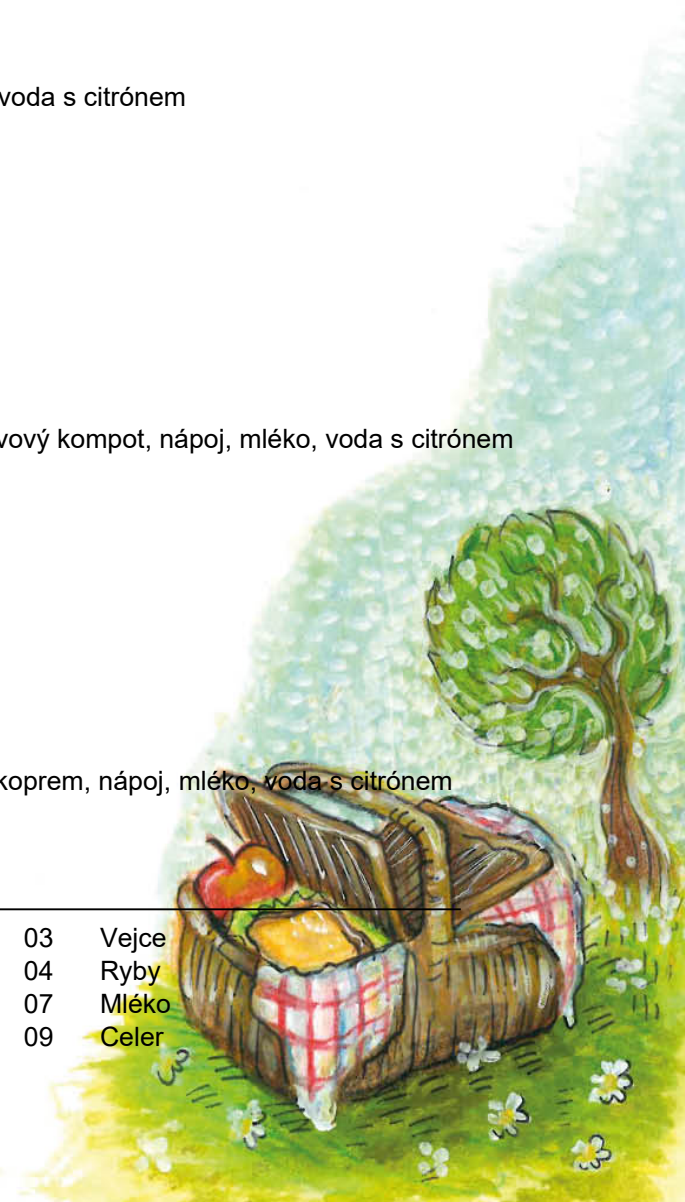 voda s citrónem
vový kompot, nápoj, mléko, voda s citrónem
koprem, nápoj, mléko, voda s citrónem
03 Vejce
04 Ryby
07 Mléko
09 Celer